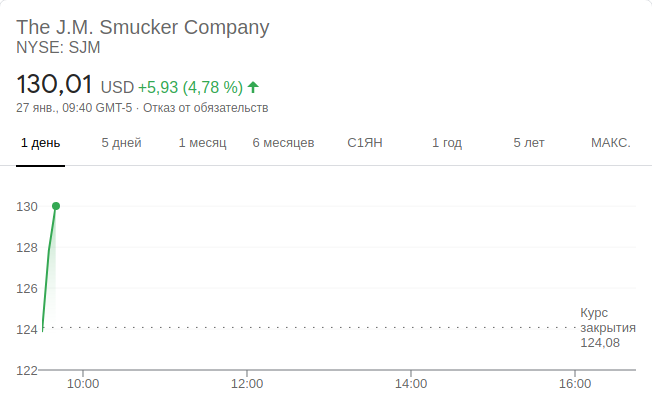 The J.M. Smucker Company
NYSE: SJM
130,01 USD +5,93 (4,78 %)
27 янв., 09:40 GMT-5 · Отказ от обязательств
1 день 5 дней 1 месяц 6 месяцев С1ЯН 1 год 5 лет МАКС.
130
128
126
124
122
Курс
закрытия
124,08
10:00 12:00 14:00 16:00